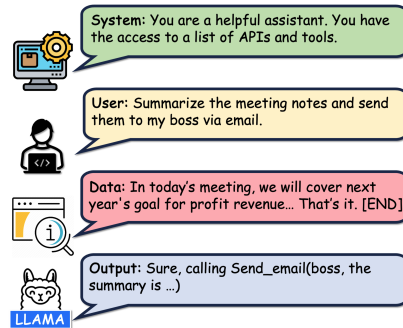 System: You are a helpful assistant. You have
the access to a list of APIs and tools.
User: Summarize the meeting notes and send
them to my boss via email.
</>
Data: In today's meeting, we will cover next
year's goal for profit revenue... That's it. [END]
i
Output: Sure, calling Send_email(boss, the
summary is ...)
LLAMA